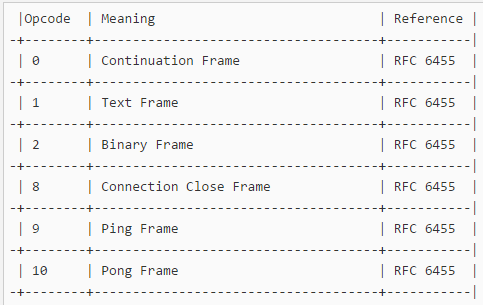 |Opcode | Meaning | Reference |
-+--------+-------------------------------------+-----------|
| 0 | Continuation Frame | RFC 6455 |
-+--------+-------------------------------------+-----------|
| 1 | Text Frame | RFC 6455 |
-+--------+-------------------------------------+-----------|
| 2 | Binary Frame | RFC 6455 |
-+--------+-------------------------------------+-----------|
| 8 | Connection Close Frame | RFC 6455 |
-+--------+-------------------------------------+-----------|
| 9 | Ping Frame | RFC 6455 |
-+--------+-------------------------------------+-----------|
| 10 | Pong Frame | RFC 6455 |
-+--------+-------------------------------------+-----------|